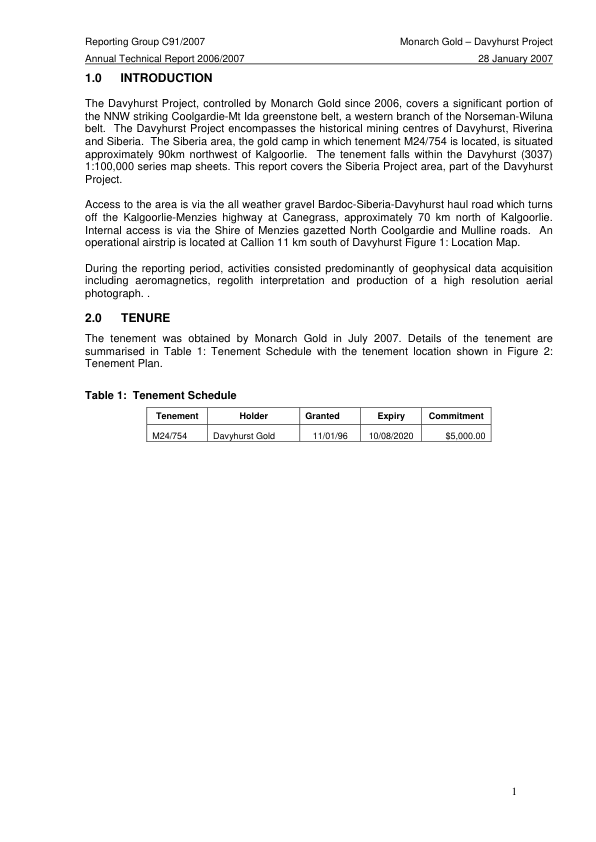 Reporting Group C91/2007 Monarch Gold – Davyhurst Project
Annual Technical Report 2006/2007 28 January 2007
1.0 INTRODUCTION
The Davyhurst Project, controlled by Monarch Gold since 2006, covers a significant portion of
the NNW striking Coolgardie-Mt Ida greenstone belt, a western branch of the Norseman-Wiluna
belt. The Davyhurst Project encompasses the historical mining centres of Davyhurst, Riverina
and Siberia. The Siberia area, the gold camp in which tenement M24/754 is located, is situated
approximately 90km northwest of Kalgoorlie. The tenement falls within the Davyhurst (3037)
1:100,000 series map sheets. This report covers the Siberia Project area, part of the Davyhurst
Project.
Access to the area is via the all weather gravel Bardoc-Siberia-Davyhurst haul road which turns
off the Kalgoorlie-Menzies highway at Canegrass, approximately 70 km north of Kalgoorlie.
Internal access is via the Shire of Menzies gazetted North Coolgardie and Mulline roads. An
operational airstrip is located at Callion 11 km south of Davyhurst Figure 1: Location Map.
During the reporting period, activities consisted predominantly of geophysical data acquisition
including aeromagnetics, regolith interpretation and production of a high resolution aerial
photograph. .
2.0 TENURE
The tenement was obtained by Monarch Gold in July 2007. Details of the tenement are
summarised in Table 1: Tenement Schedule with the tenement location shown in Figure 2:
Tenement Plan.
Table 1: Tenement Schedule
Tenement Holder Granted Expiry Commitment
M24/754 Davyhurst Gold 11/01/96 10/08/2020 $5,000.00
1